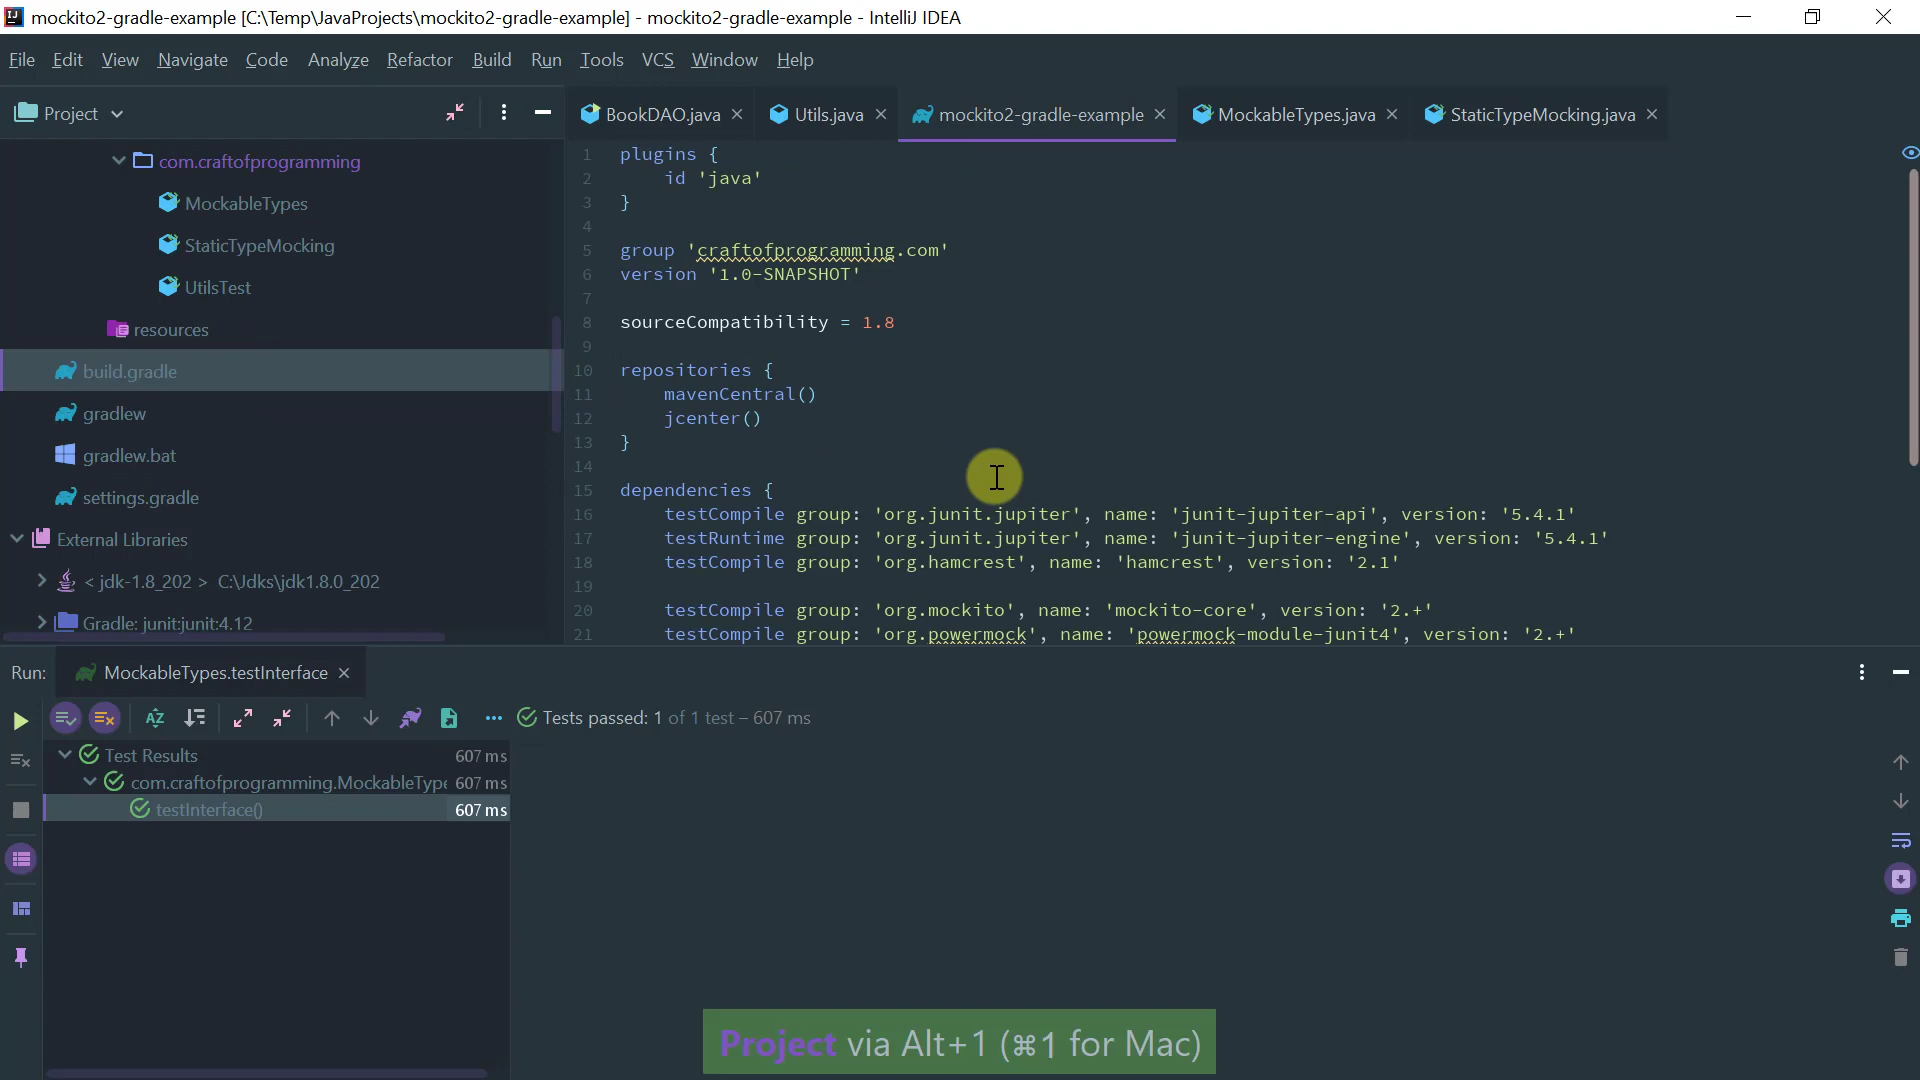 mockito2-gradle-example [C:\Temp\JavaProjects\mockito2-gradle-example] - mockito2-gradle-example - IntelliJ IDEA
File Edit View Navigate Code Analyze Refactor Build Run Tools VCS Window Help
Project
BookDAO.java Utils.java mockito2-gradle-example MockableTypes.java StaticTypeMocking.java
com.craftofprogramming
MockableTypes
StaticTypeMocking
UtilsTest
resources
build.gradle
gradlew
gradlew.bat
settings.gradle
External Libraries
< jdk-1.8_202 > C:\Jdks\jdk1.8.0_202
Gradle: junit:junit:4.12
1 plugins {
2 id 'java'
3 }
4
5 group 'craftofprogramming.com'
6 version '1.0-SNAPSHOT'
7
8 sourceCompatibility = 1.8
9
10 repositories {
11 mavenCentral()
12 jcenter()
13 }
14
15 dependencies {
16 testCompile group: 'org.junit.jupiter', name: 'junit-jupiter-api', version: '5.4.1'
17 testRuntime group: 'org.junit.jupiter', name: 'junit-jupiter-engine', version: '5.4.1'
18 testCompile group: 'org.hamcrest', name: 'hamcrest', version: '2.1'
19
20 testCompile group: 'org.mockito', name: 'mockito-core', version: '2.+'
21 testCompile group: 'org.powermock', name: 'powermock-module-junit4', version: '2.+'
Run: MockableTypes.testInterface
Tests passed: 1 of 1 test – 607 ms
Test Results 607 ms
com.craftofprogramming.MockableType 607 ms
testInterface() 607 ms
Project via Alt+1 (⌘1 for Mac)